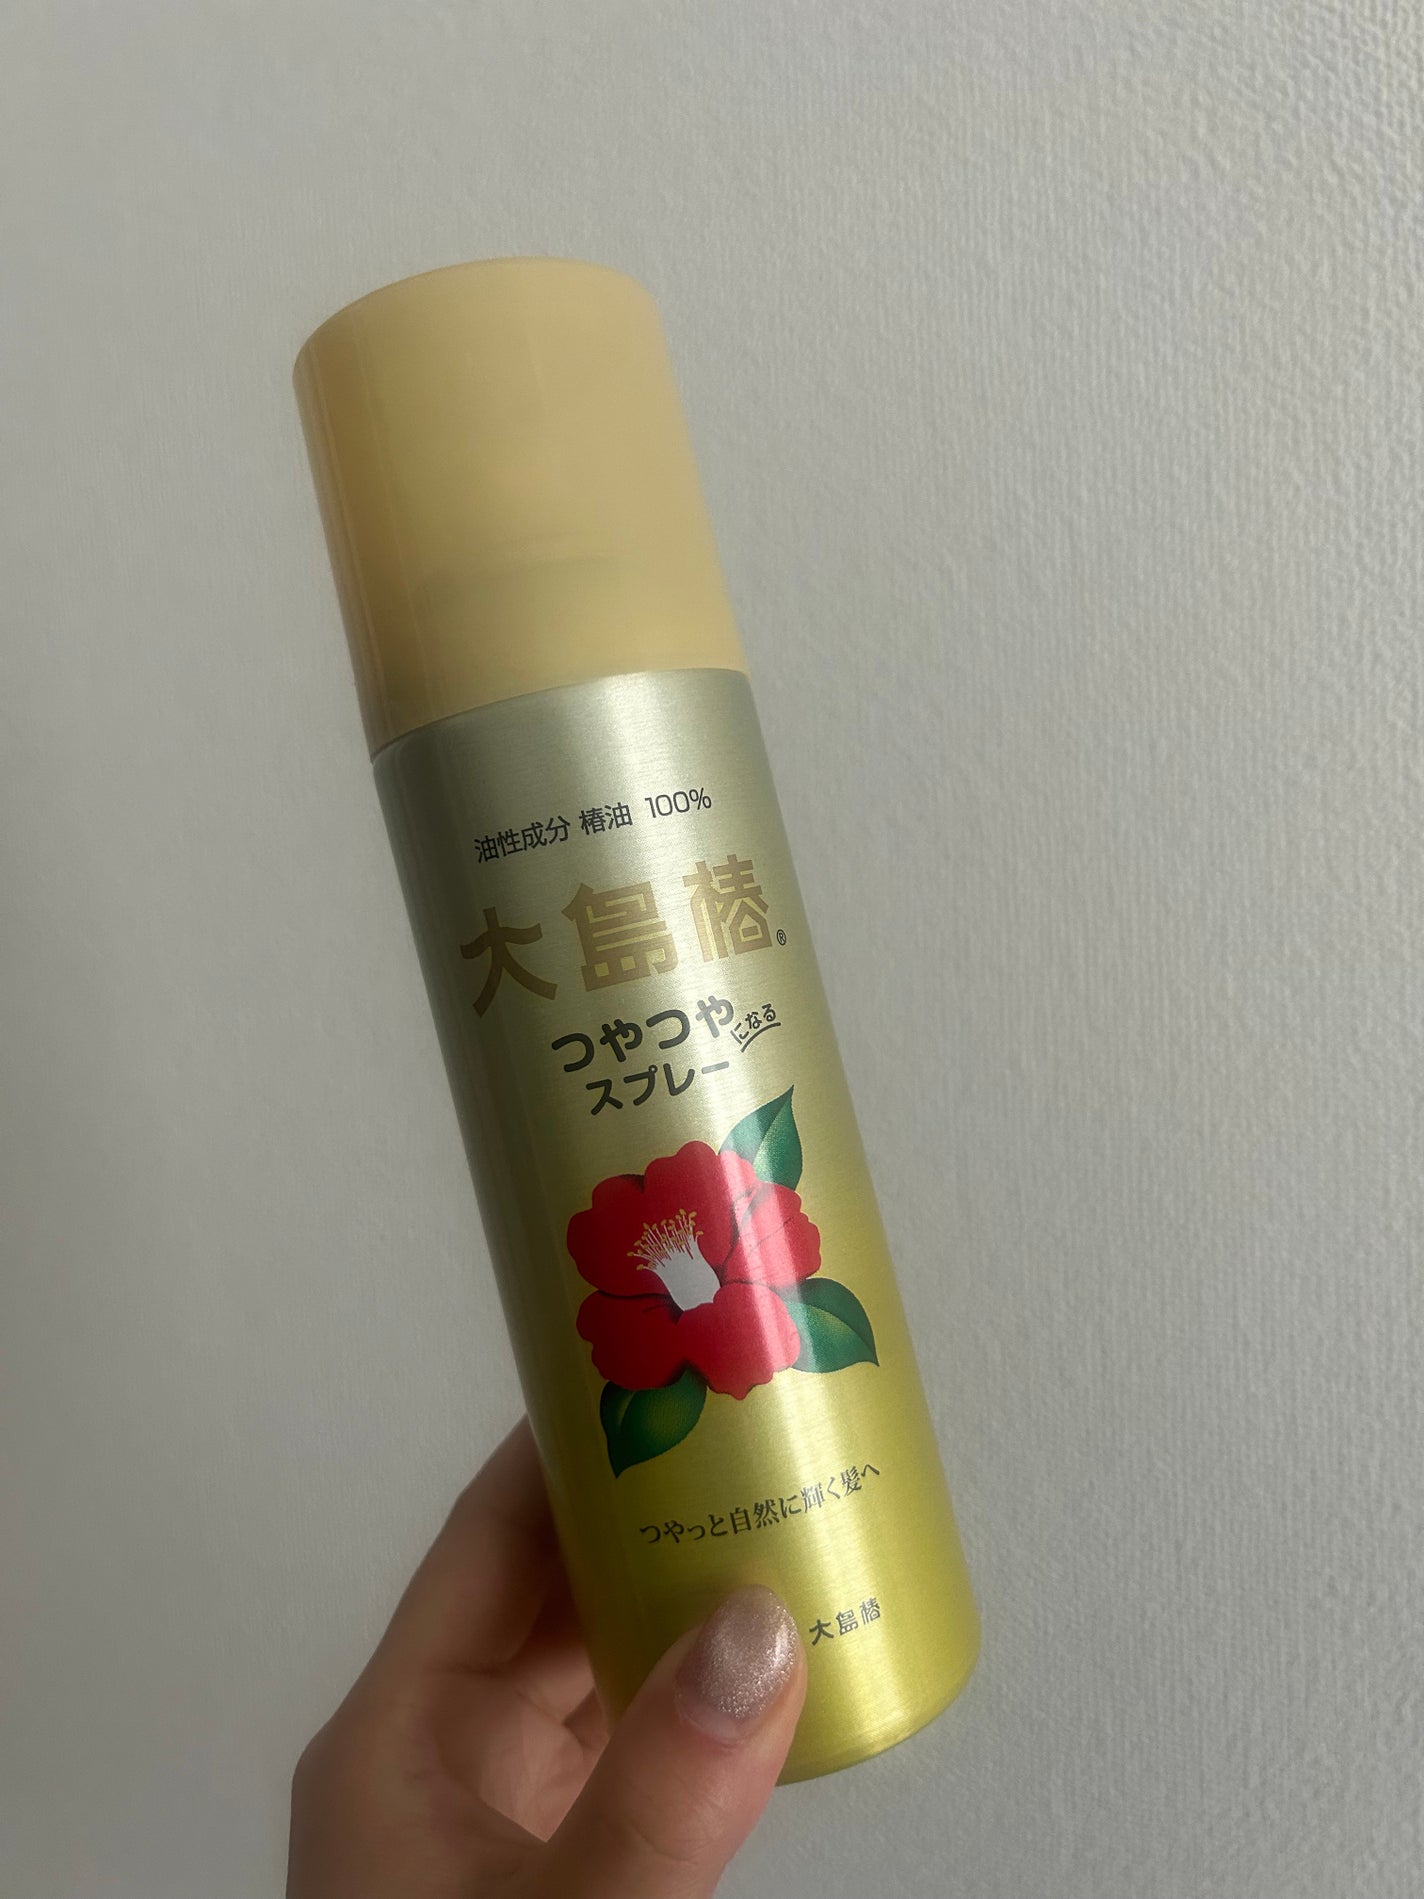 油性成分 椿油 100%
大島椿®
つやつやになる
スプレー
つやっと自然に輝く髪へ
大島椿